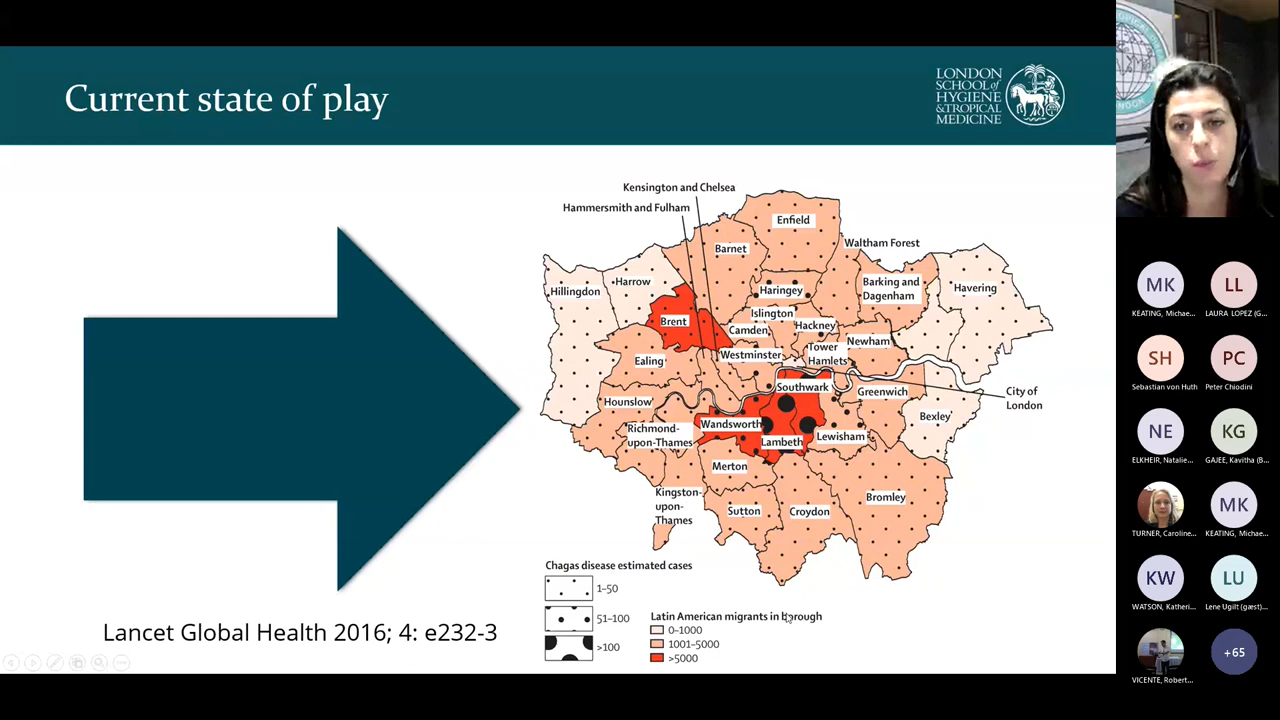 Current state of play
LONDON
SCHOOL of
HYGIENE
& TROPICAL
MEDICINE
Kensington and Chelsea
Hammersmith and Fulham
Enfield
Barnet
Waltham Forest
Harrow
Hillingdon
Haringey
Barking and
Dagenham
Havering
Brent
Islington
Camden
Hackney
Newham
Ealing
Westminster
Tower
Hamlets
Southwark
Greenwich
City of
London
Hounslow
Bexley
Wandsworth
Richmond-
upon-Thames
Lambeth
Lewisham
Merton
Kingston-
upon-
Thames
Sutton
Croydon
Bromley
Chagas disease estimated cases
1–50
51–100
>100
Latin American migrants in borough
0–1000
1001–5000
>5000
Lancet Global Health 2016; 4: e232-3
MK
KEATING, Michae...
LL
LAURA LOPEZ (G...
SH
Sebastian von Huth
PC
Peter Chiodini
NE
ELKHEIR, Natalie...
KG
GAJEE, Kavitha (B...
TURNER, Caroline...
MK
KEATING, Michae...
KW
WATSON, Katheri...
LU
Lene Ugilt (gæst)...
VICENTE, Robert...
+65